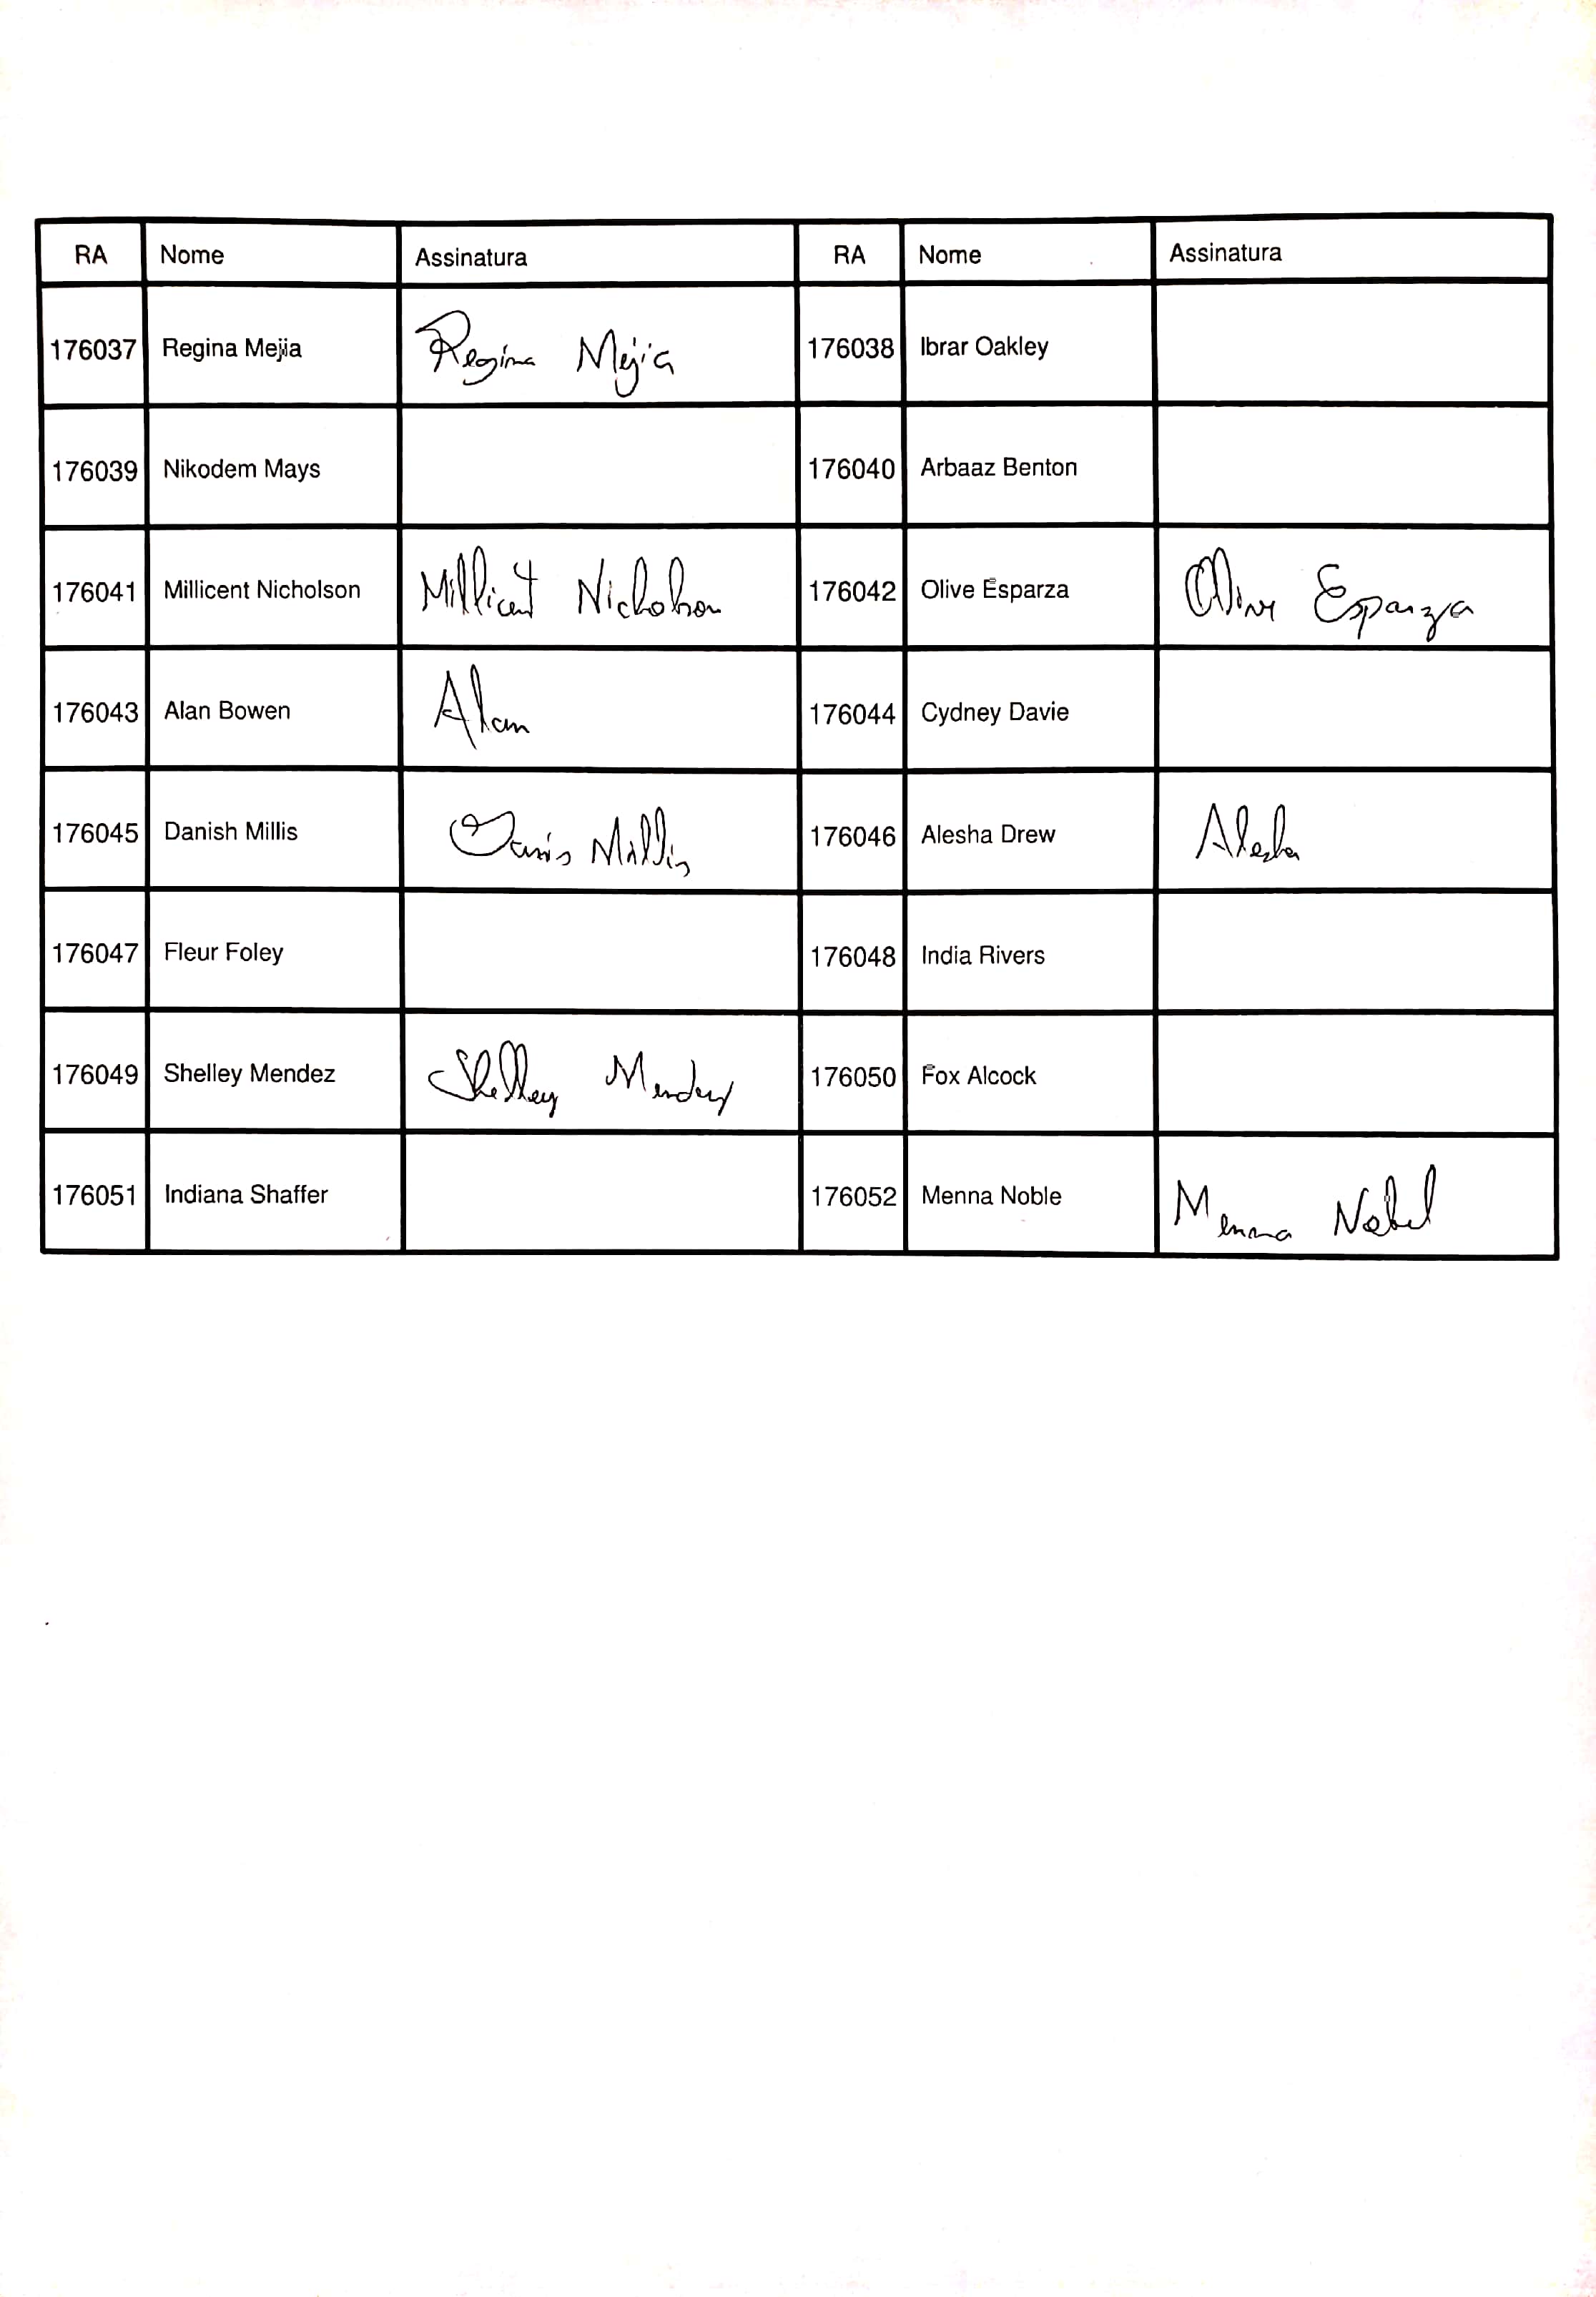 RA Nome Assinatura RA Nome Assinatura
176037 Regina Mejia Regina Mejia 176038 Ibrar Oakley
176039 Nikodem Mays 176040 Arbaaz Benton
176041 Millicent Nicholson Millicent Nicholson 176042 Olive Esparza Olive Esparza
176043 Alan Bowen Alan 176044 Cydney Davie
176045 Danish Millis Danis Millis 176046 Alesha Drew Alesha
176047 Fleur Foley 176048 India Rivers
176049 Shelley Mendez Shelley Mendez 176050 Fox Alcock
176051 Indiana Shaffer 176052 Menna Noble Menna Nobel